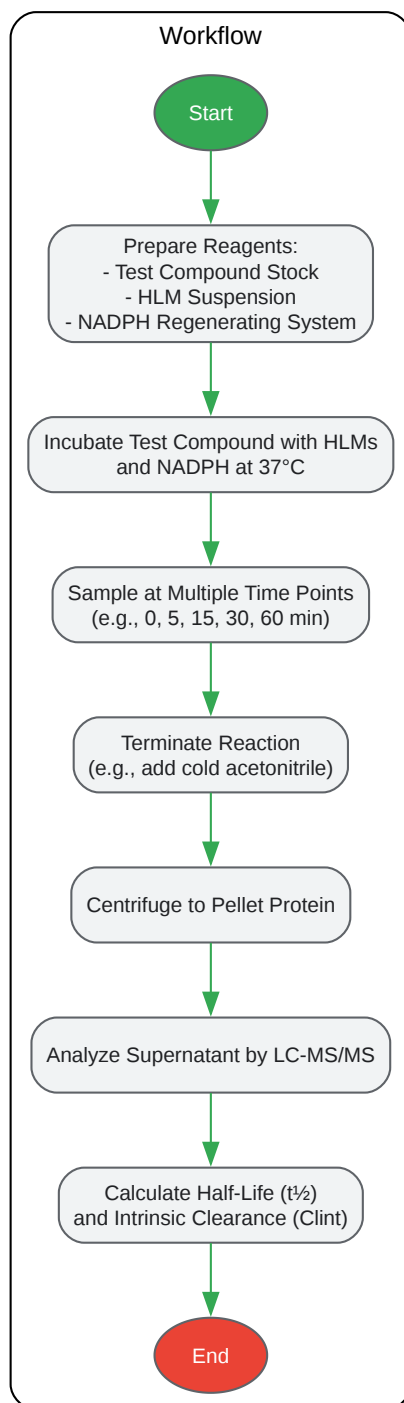 Workflow
Start
Prepare Reagents:
- Test Compound Stock
- HLM Suspension
- NADPH Regenerating System
Incubate Test Compound with HLMs
and NADPH at 37°C
Sample at Multiple Time Points
(e.g., 0, 5, 15, 30, 60 min)
Terminate Reaction
(e.g., add cold acetonitrile)
Centrifuge to Pellet Protein
Analyze Supernatant by LC-MS/MS
Calculate Half-Life (t½)
and Intrinsic Clearance (Clint)
End